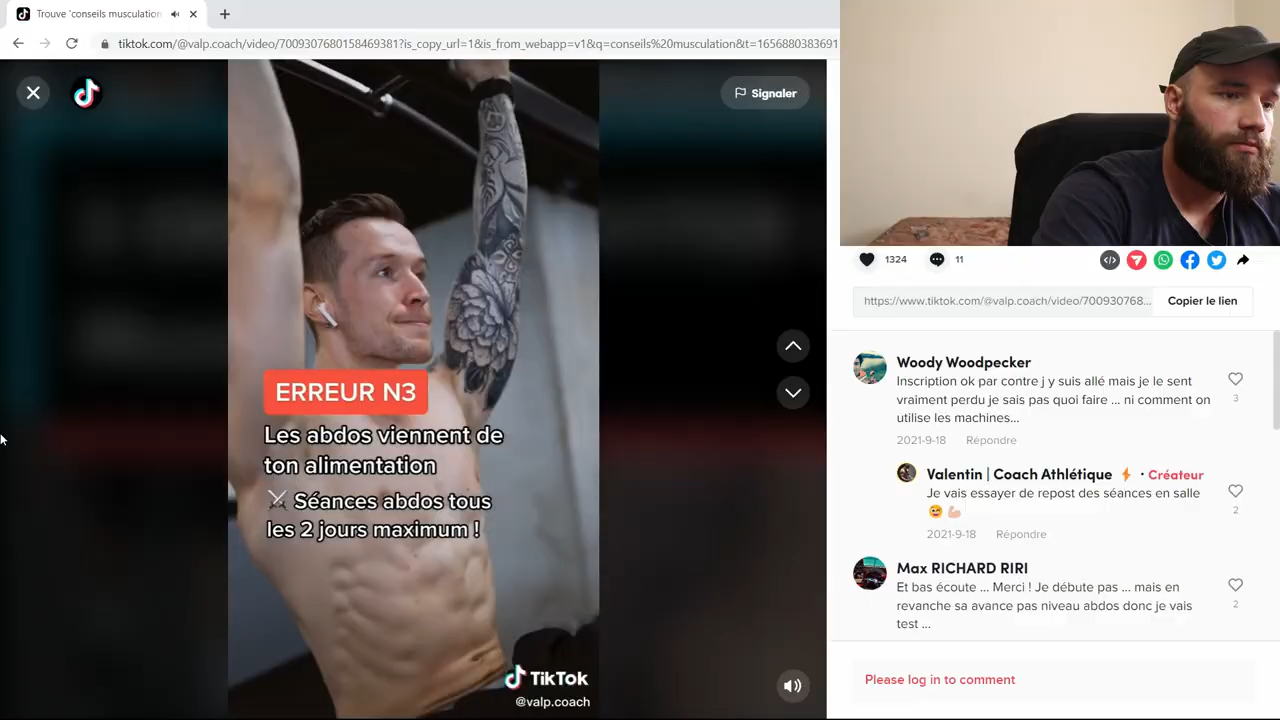 Trouve 'conseils musculation
tiktok.com/@valp.coach/video/7009307680158469381?is_copy_url=1&is_from_webapp=v1&q=conseils%20musculation&t=1656880383691
Signaler
ERREUR N3
Les abdos viennent de
ton alimentation
⚔ Séances abdos tous
les 2 jours maximum !
TikTok
@valp.coach
1324
11
https://www.tiktok.com/@valp.coach/video/700930768...
Copier le lien
Woody Woodpecker
Inscription ok par contre j y suis allé mais je le sent
vraiment perdu je sais pas quoi faire ... ni comment on
utilise les machines...
3
2021-9-18 Répondre
Valentin | Coach Athlétique ⚡ · Créateur
Je vais essayer de repost des séances en salle
😆 💪🏼
2
2021-9-18 Répondre
Max RICHARD RIRI
Et bas écoute ... Merci ! Je débute pas ... mais en
revanche sa avance pas niveau abdos donc je vais
test ...
2
Please log in to comment